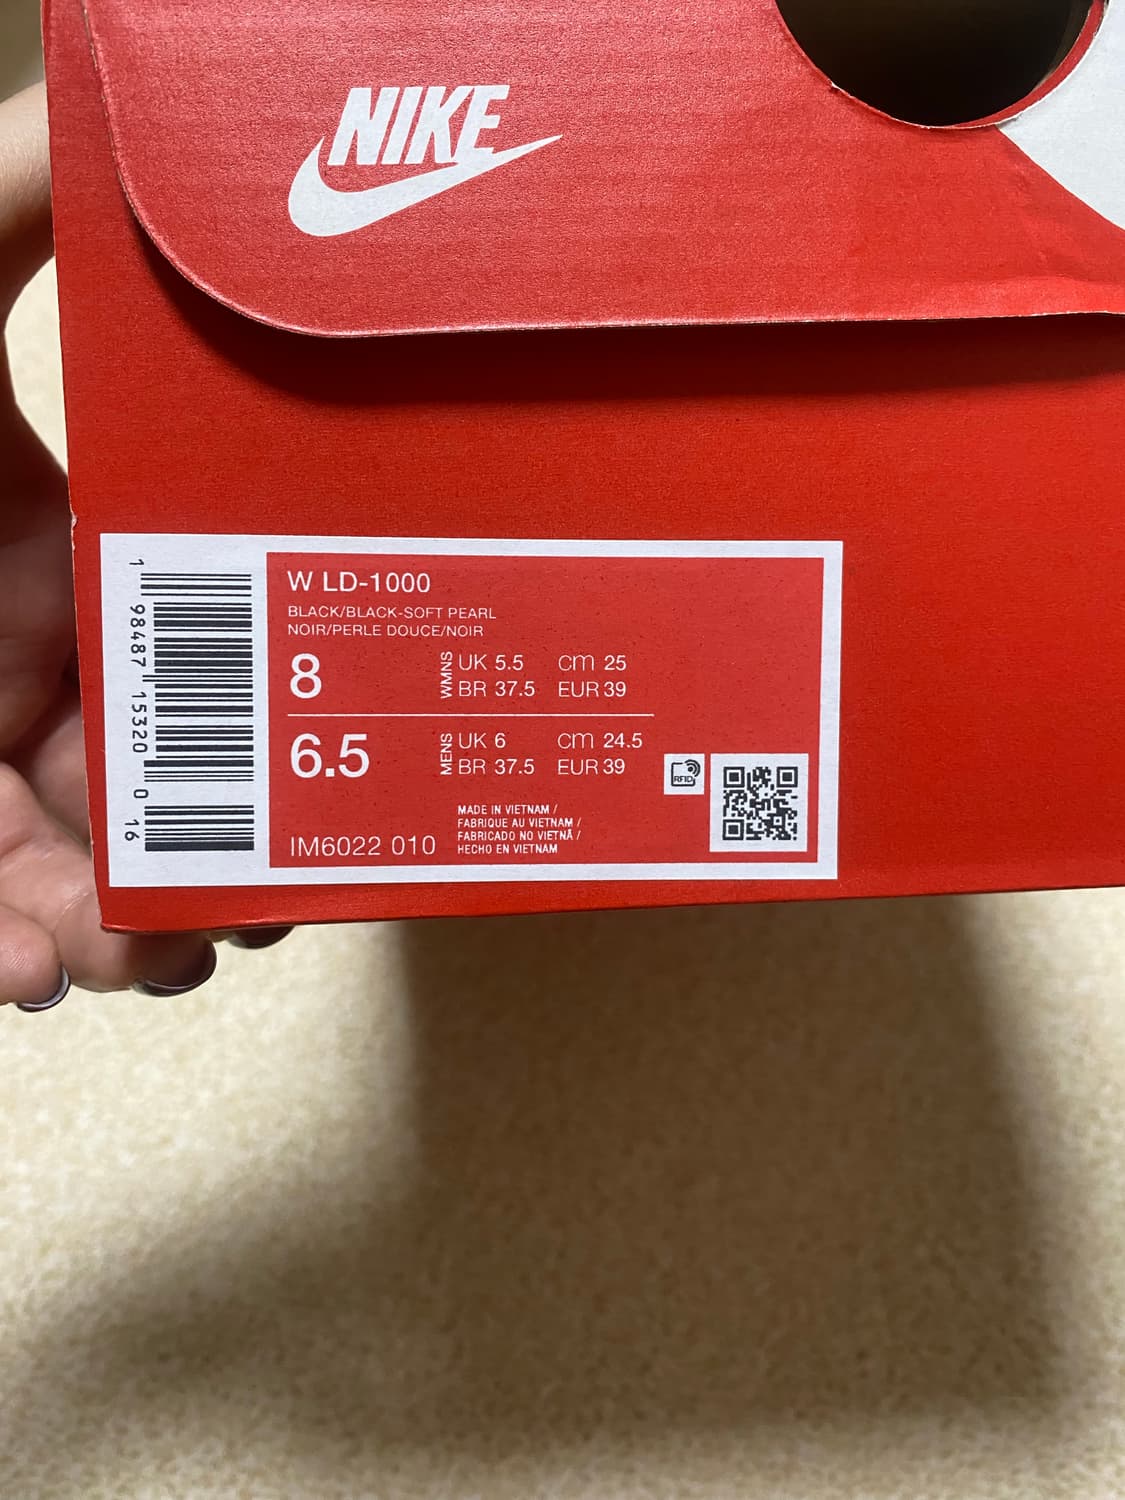 NIKE
W LD-1000
BLACK/BLACK-SOFT PEARL
NOIR/PERLE DOUCE/NOIR
8 WMNS UK 5.5 cm 25
BR 37.5 EUR 39
6.5 MENS UK 6 cm 24.5
BR 37.5 EUR 39
RFID
MADE IN VIETNAM /
FABRIQUE AU VIETNAM /
FABRICADO NO VIETNÃ /
HECHO EN VIETNAM
IM6022 010
1 98487 15320 0 16